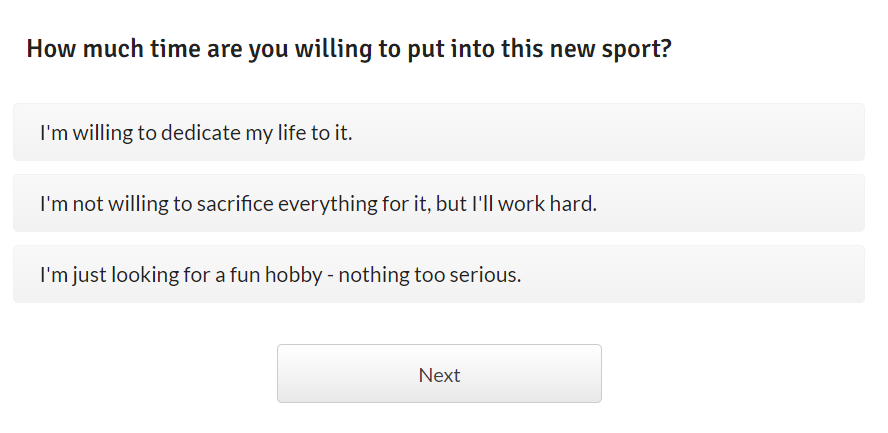 How much time are you willing to put into this new sport?
I'm willing to dedicate my life to it.
I'm not willing to sacrifice everything for it, but I'll work hard.
I'm just looking for a fun hobby - nothing too serious.
Next